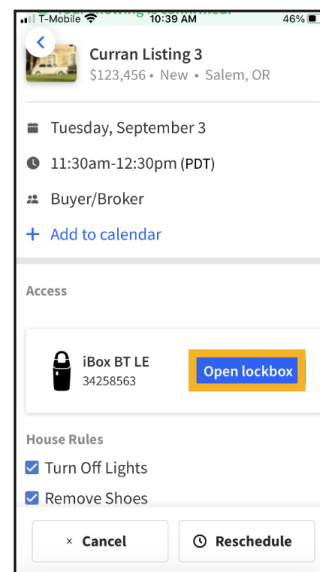 T-Mobile 10:39 AM 46%
Curran Listing 3
$123,456 • New • Salem, OR
Tuesday, September 3
11:30am-12:30pm (PDT)
Buyer/Broker
+ Add to calendar
Access
iBox BT LE
34258563
Open lockbox
House Rules
Turn Off Lights
Remove Shoes
× Cancel
Reschedule